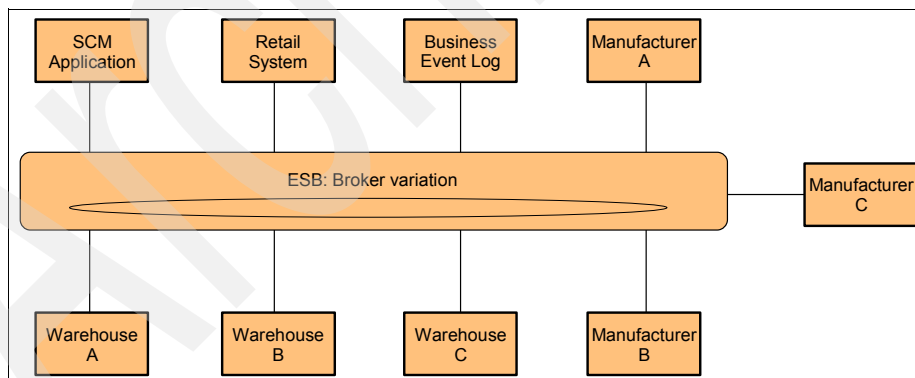 SCM
Application
Retail
System
Business
Event Log
Manufacturer
A
ESB: Broker variation
Manufacturer
C
Warehouse
A
Warehouse
B
Warehouse
C
Manufacturer
B